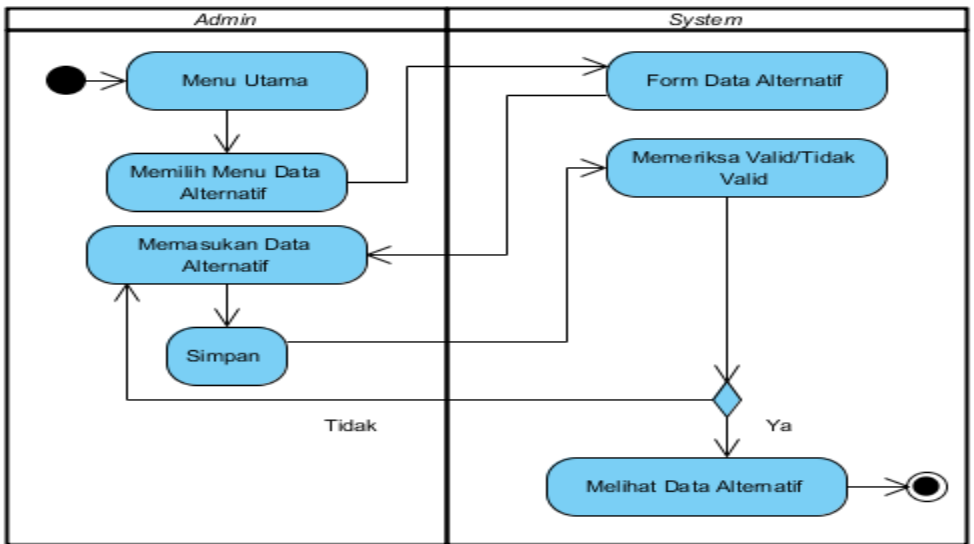 Admin
System
Menu Utama
Form Data Alternatif
Memilih Menu Data
Alternatif
Memeriksa Valid/Tidak
Valid
Memasukan Data
Alternatif
Simpan
Tidak
Ya
Melihat Data Alternatif